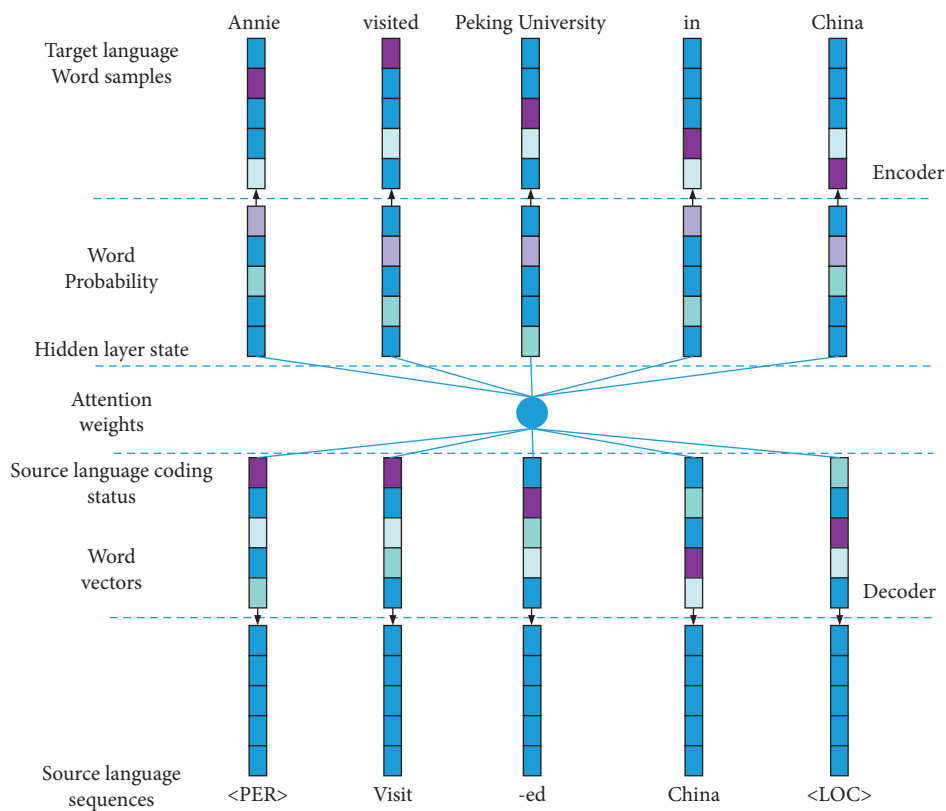 Annie visited Peking University in China
Target language
Word samples
Encoder
Word
Probability
Hidden layer state
Attention
weights
Source language coding
status
Word
vectors
Decoder
Source language
sequences
<PER> Visit -ed China <LOC>